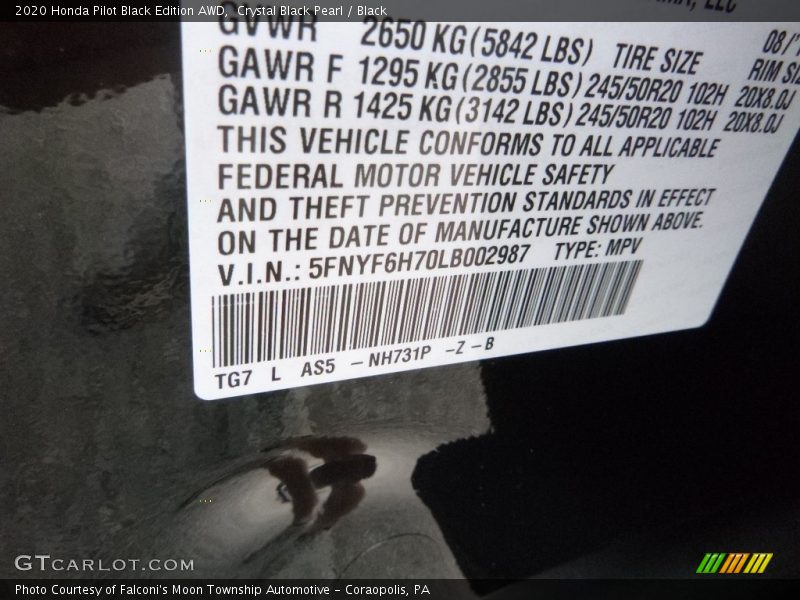 2020 Honda Pilot Black Edition AWD, Crystal Black Pearl / Black
LLC
GVWR 2650 KG (5842 LBS) TIRE SIZE
GAWR F 1295 KG (2855 LBS) 245/50R20 102H 20X8.0J
GAWR R 1425 KG (3142 LBS) 245/50R20 102H 20X8.0J
THIS VEHICLE CONFORMS TO ALL APPLICABLE
FEDERAL MOTOR VEHICLE SAFETY
AND THEFT PREVENTION STANDARDS IN EFFECT
ON THE DATE OF MANUFACTURE SHOWN ABOVE.
V.I.N.: 5FNYF6H70LB002987 TYPE: MPV
TG7 L AS5 – NH731P –Z –B
08/
RIM
GTCARLOT.COM
Photo Courtesy of Falconi's Moon Township Automotive – Coraopolis, PA